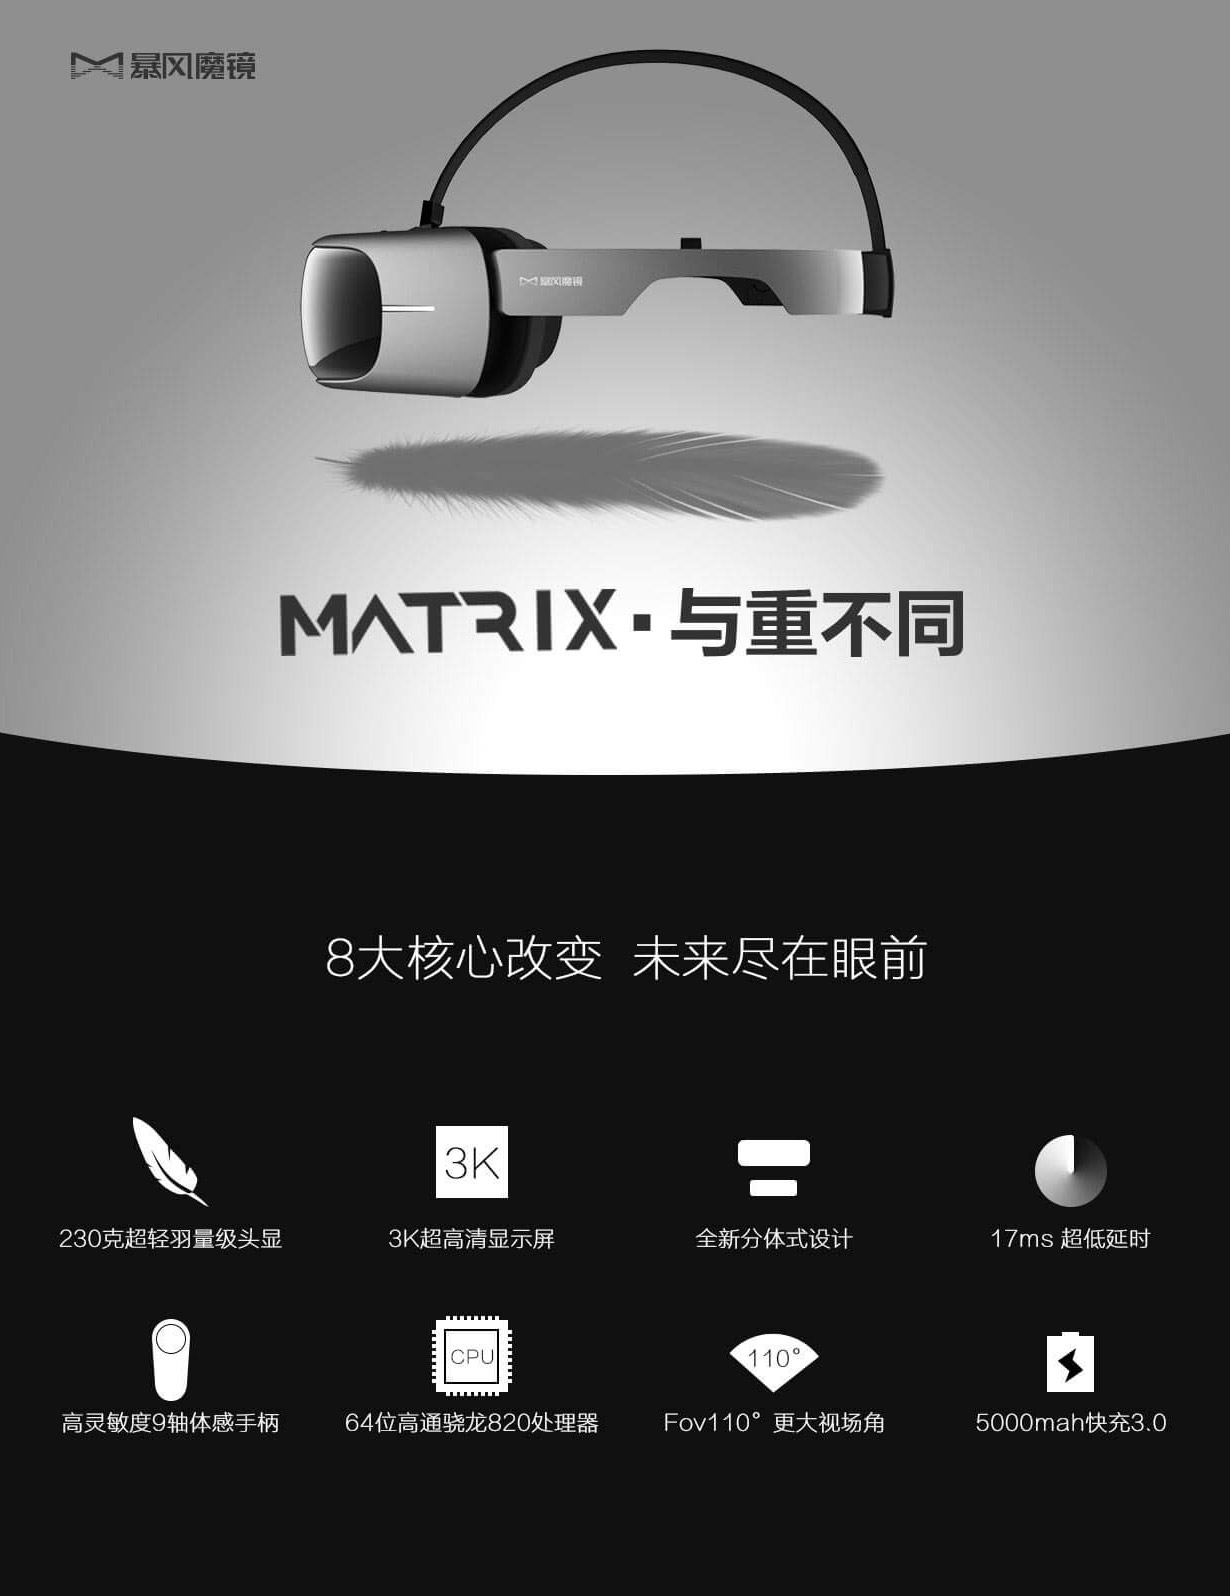 暴风魔镜
暴风魔镜
MATRIX·与重不同
8大核心改变 未来尽在眼前
3K
230克超轻羽量级头显
3K超高清显示屏
全新分体式设计
17ms 超低延时
CPU
110°
高灵敏度9轴体感手柄
64位高通骁龙820处理器
Fov110°更大视场角
5000mah快充3.0